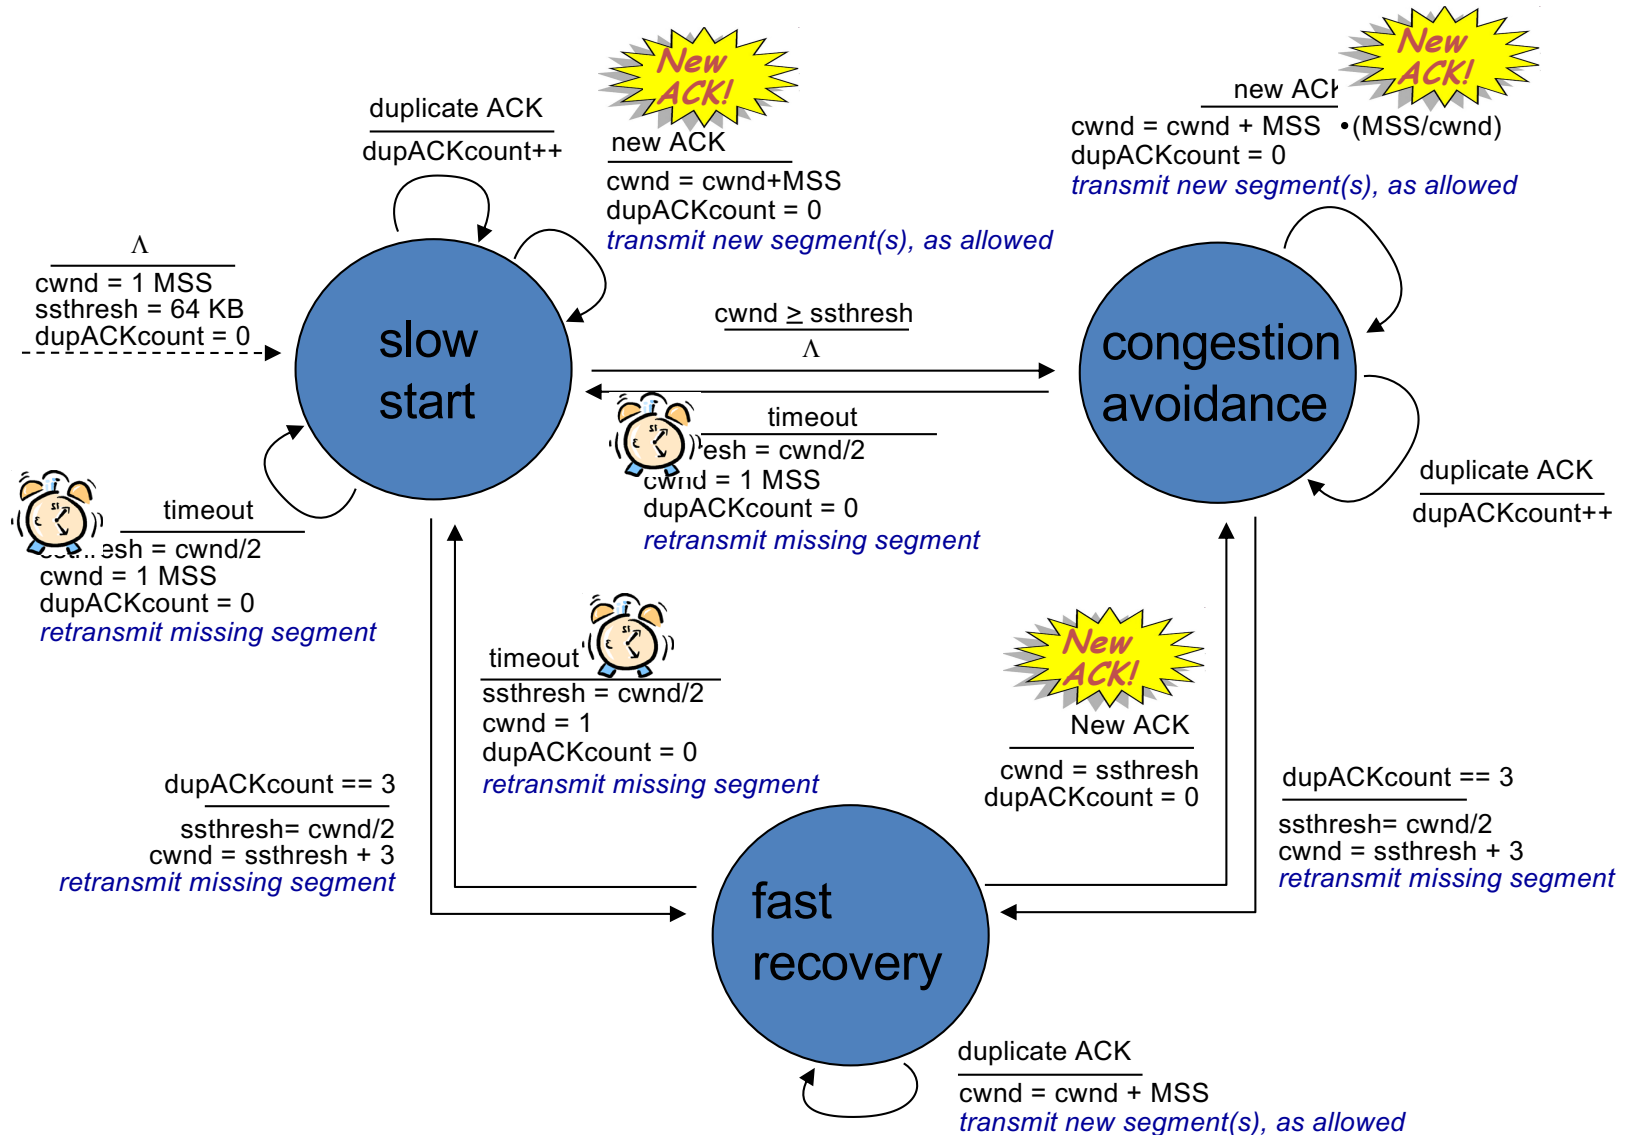 New
ACK!
duplicate ACK
dupACKcount++
new ACK
cwnd = cwnd+MSS
dupACKcount = 0
transmit new segment(s), as allowed
New
ACK!
new ACK
cwnd = cwnd + MSS •(MSS/cwnd)
dupACKcount = 0
transmit new segment(s), as allowed
Λ
cwnd = 1 MSS
ssthresh = 64 KB
dupACKcount = 0
slow
start
cwnd ≥ ssthresh
Λ
congestion
avoidance
timeout
esh = cwnd/2
cwnd = 1 MSS
dupACKcount = 0
retransmit missing segment
duplicate ACK
dupACKcount++
timeout
esh = cwnd/2
cwnd = 1 MSS
dupACKcount = 0
retransmit missing segment
timeout
ssthresh = cwnd/2
cwnd = 1
dupACKcount = 0
retransmit missing segment
New
ACK!
New ACK
cwnd = ssthresh
dupACKcount = 0
dupACKcount == 3
ssthresh= cwnd/2
cwnd = ssthresh + 3
retransmit missing segment
dupACKcount == 3
ssthresh= cwnd/2
cwnd = ssthresh + 3
retransmit missing segment
fast
recovery
duplicate ACK
cwnd = cwnd + MSS
transmit new segment(s), as allowed